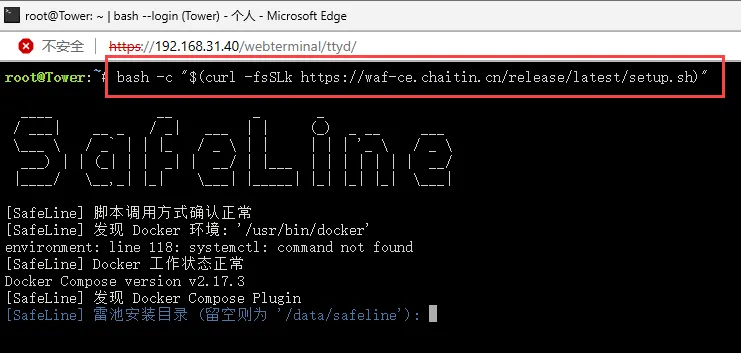 root@Tower: ~ | bash --login (Tower) - 个人 - Microsoft Edge
不安全 https://192.168.31.40/webterminal/ttyd/
root@Tower:~# bash -c "$(curl -fsSLk https://waf-ce.chaitin.cn/release/latest/setup.sh)"
SafeLine
[SafeLine] 脚本调用方式确认正常
[SafeLine] 发现 Docker 环境: '/usr/bin/docker'
environment: line 118: systemctl: command not found
[SafeLine] Docker 工作状态正常
Docker Compose version v2.17.3
[SafeLine] 发现 Docker Compose Plugin
[SafeLine] 雷池安装目录 (留空则为 '/data/safeline'):